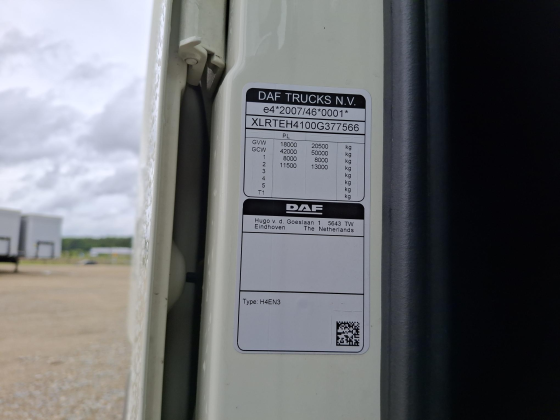 DAF TRUCKS N.V.
e4*2007/46*0001*
XLRTEH4100G377566
PL
GVW 18000 20500 kg
GCW 42000 50000 kg
1 8000 8000 kg
2 11500 13000 kg
3 kg
4 kg
5 kg
T1 kg
DAF
Hugo v. d. Goeslaan 1 5643 TW
Eindhoven The Netherlands
Type: H4EN3